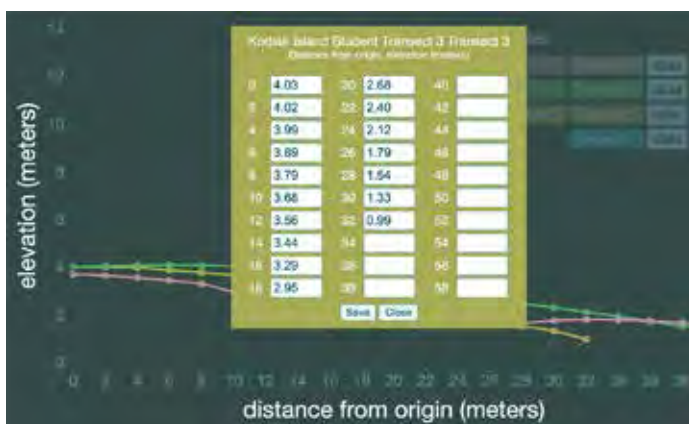 Kodiak Island Student Transect 3 Transect 3
Distance from origin, elevation (meters)
0 4.03 20 2.68 40
2 4.02 22 2.40 42
4 3.99 24 2.12 44
6 3.89 26 1.79 46
8 3.79 28 1.54 48
10 3.68 30 1.33 50
12 3.56 32 0.99 52
14 3.44 34 54
16 3.29 36 56
18 2.95 38 58
Save Close
elevation (meters)
0 2 4 6 8 10 12 14 16 18 20 22 24 26 28 30 32 34 36 38
distance from origin (meters)